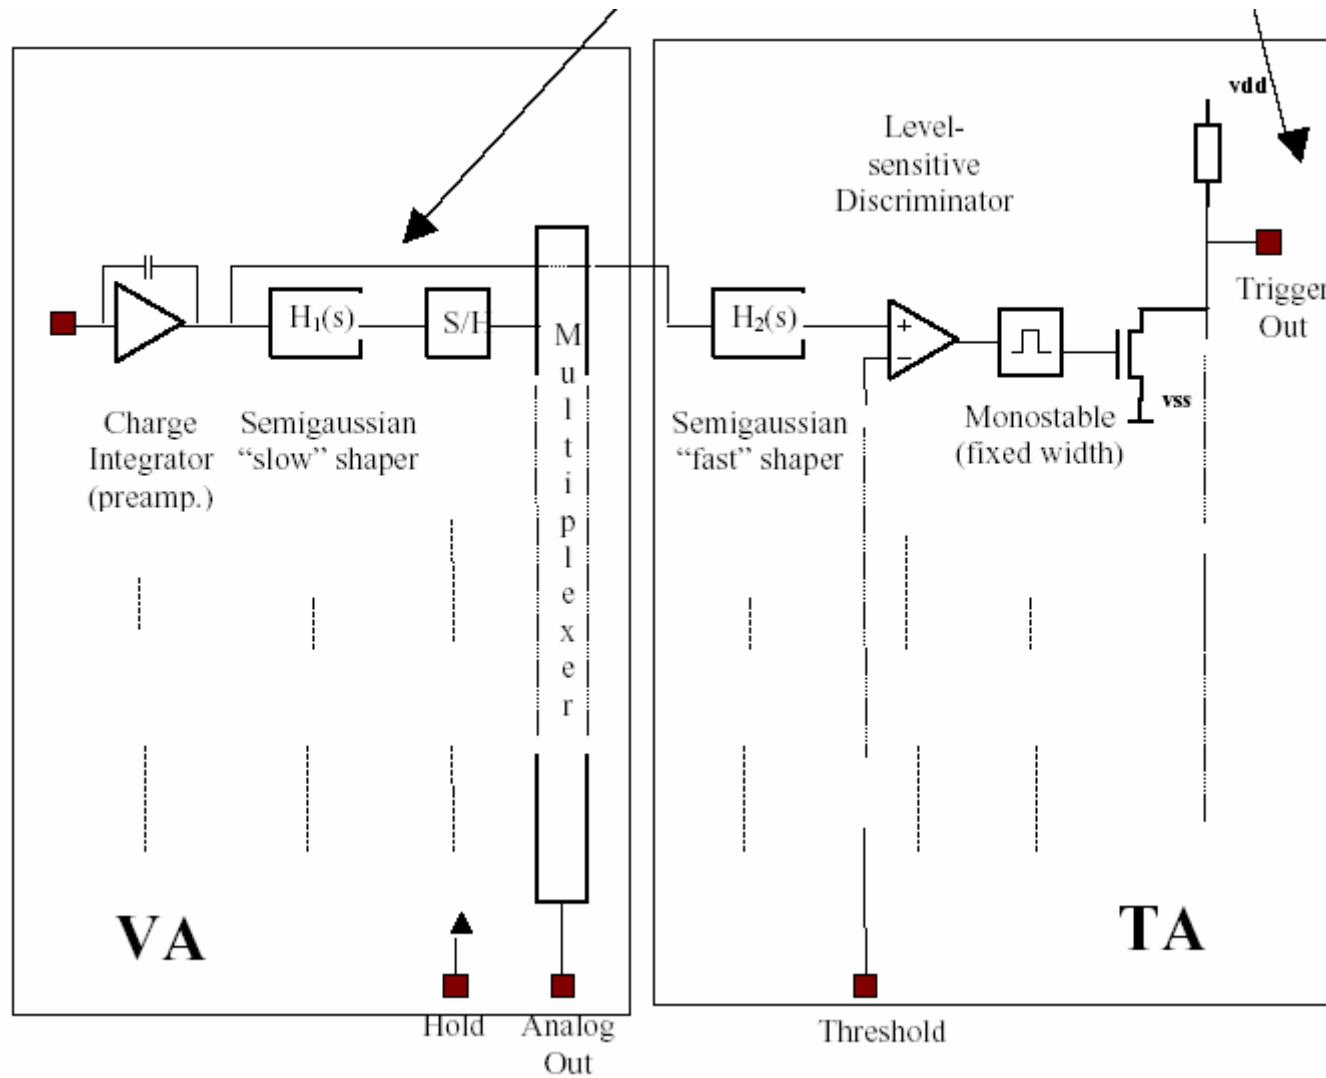 vdd
Level-
sensitive
Discriminator
Trigger
Out
H₁(s)
S/H
H₂(s)
+
−
vss
Charge
Integrator
(preamp.)
Semigaussian
“slow” shaper
Multiplexer
Semigaussian
“fast” shaper
Monostable
(fixed width)
VA
TA
Hold
Analog
Out
Threshold